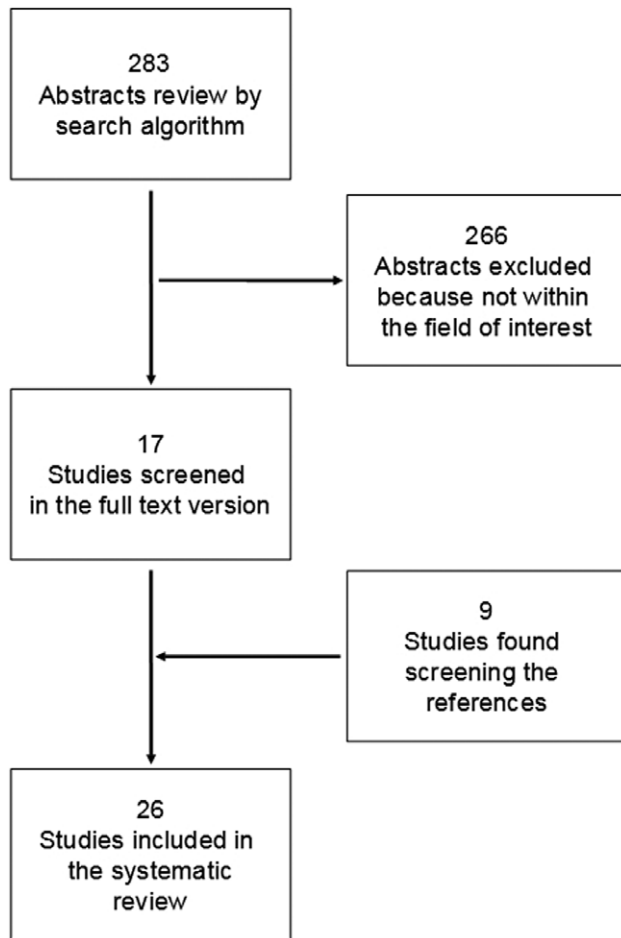 283
Abstracts review by
search algorithm
266
Abstracts excluded
because not within
the field of interest
17
Studies screened
in the full text version
9
Studies found
screening the
references
26
Studies included in
the systematic
review